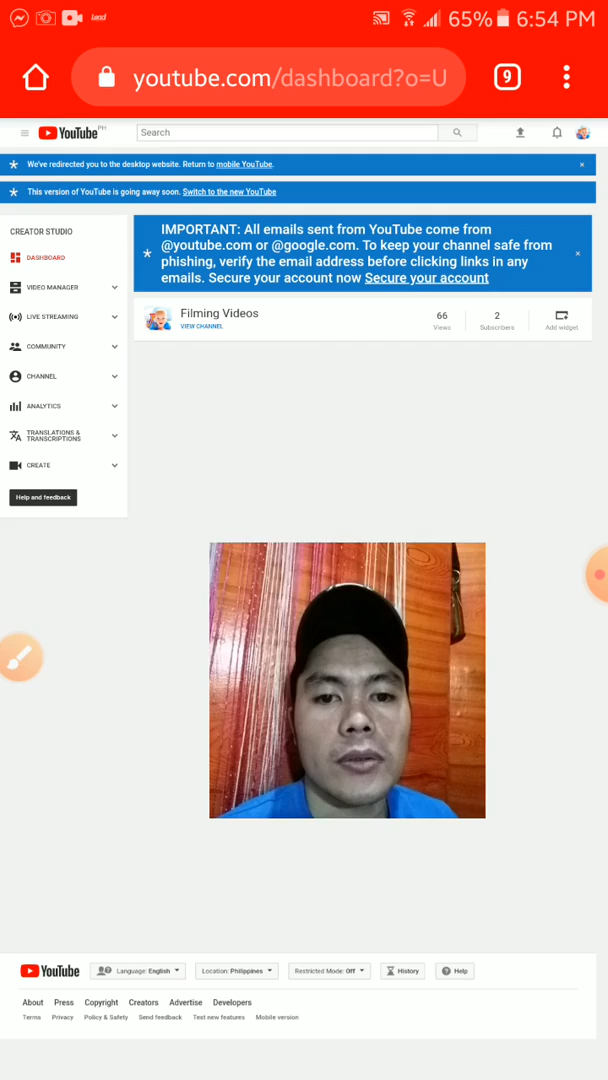 65% 6:54 PM
youtube.com/dashboard?o=U
9
YouTube PH
Search
We've redirected you to the desktop website. Return to mobile YouTube.
This version of YouTube is going away soon. Switch to the new YouTube
CREATOR STUDIO
DASHBOARD
VIDEO MANAGER
LIVE STREAMING
COMMUNITY
CHANNEL
ANALYTICS
TRANSLATIONS &
TRANSCRIPTIONS
CREATE
Help and feedback
IMPORTANT: All emails sent from YouTube come from
@youtube.com or @google.com. To keep your channel safe from
phishing, verify the email address before clicking links in any
emails. Secure your account now Secure your account
Filming Videos
VIEW CHANNEL
66
Views
2
Subscribers
Add widget
YouTube
Language: English
Location: Philippines
Restricted Mode: Off
History
Help
About Press Copyright Creators Advertise Developers
Terms Privacy Policy & Safety Send feedback Test new features Mobile version